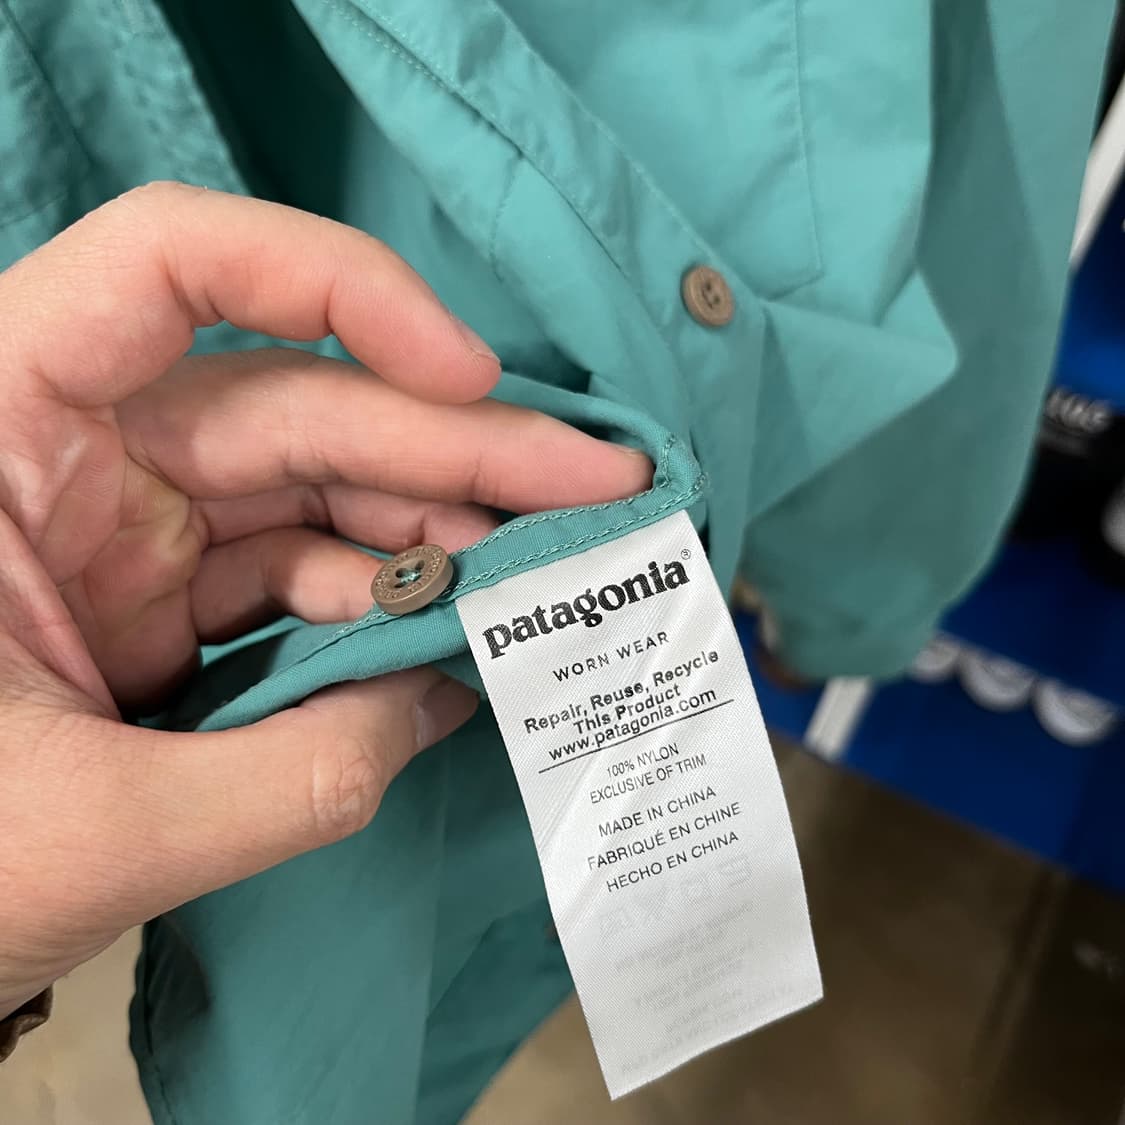 patagonia®
WORN WEAR
Repair, Reuse, Recycle
This Product
www.patagonia.com
100% NYLON
EXCLUSIVE OF TRIM
MADE IN CHINA
FABRIQUÉ EN CHINE
HECHO EN CHINA